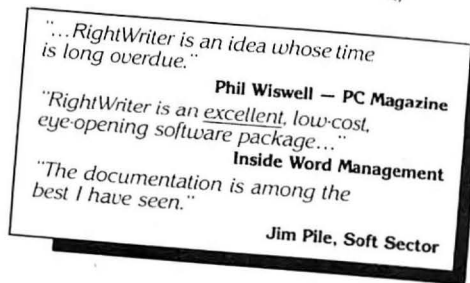 "...RightWriter is an idea whose time
is long overdue."
Phil Wiswell — PC Magazine
"RightWriter is an excellent, low-cost,
eye-opening software package..."
Inside Word Management
"The documentation is among the
best I have seen."
Jim Pile, Soft Sector